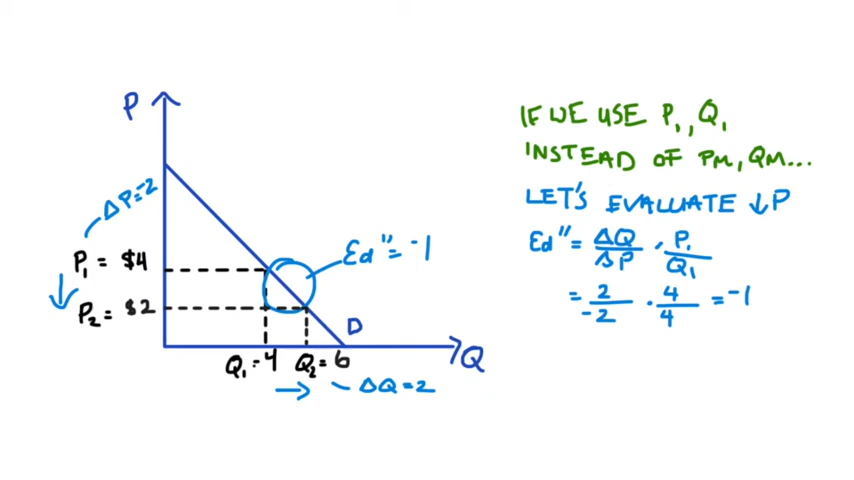 P
ΔP=-2
P₁ = $4
P₂ = $2
Ed'' = -1
D
Q₁=4
Q₂=6
Q
ΔQ=2
IF WE USE P₁, Q₁
INSTEAD OF PM, QM...
LET'S EVALUATE ↓P
Ed'' = ΔQ/ΔP · P₁/Q₁
= 2/-2 · 4/4 = -1